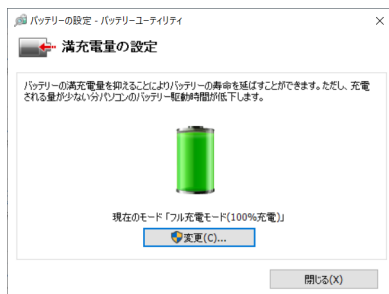 バッテリーの設定 - バッテリーユーティリティ
満充電量の設定
バッテリーの満充電量を抑えることによりバッテリーの寿命を延ばすことができます。ただし、充電
される量が少ない分パソコンのバッテリー駆動時間が低下します。
現在のモード「フル充電モード(100%充電)」
変更(C)...
閉じる(X)